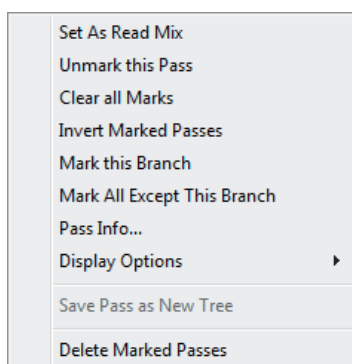 Set As Read Mix
Unmark this Pass
Clear all Marks
Invert Marked Passes
Mark this Branch
Mark All Except This Branch
Pass Info...
Display Options
Save Pass as New Tree
Delete Marked Passes